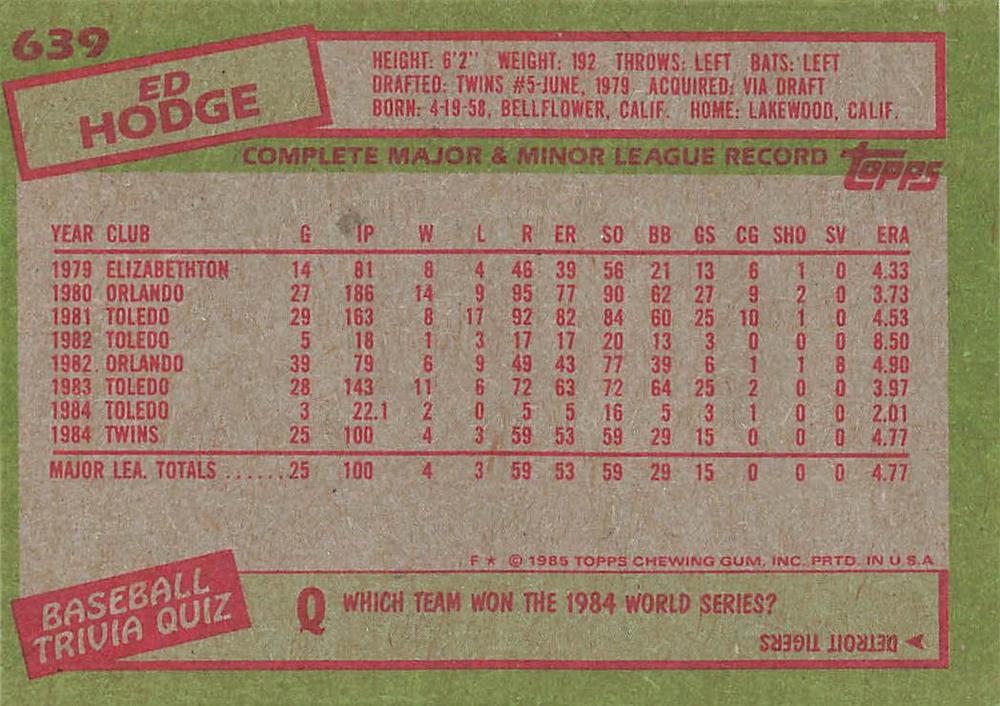 639
ED
HODGE
HEIGHT: 6'2" WEIGHT: 192 THROWS: LEFT BATS: LEFT
DRAFTED: TWINS #5-JUNE, 1979 ACQUIRED: VIA DRAFT
BORN: 4-19-58, BELLFLOWER, CALIF. HOME: LAKEWOOD, CALIF.
COMPLETE MAJOR & MINOR LEAGUE RECORD topps
YEAR CLUB G IP W L R ER SO BB GS CG SHO SV ERA
1979 ELIZABETHTON 14 81 8 4 46 39 56 21 13 6 1 0 4.33
1980 ORLANDO 27 186 14 9 95 77 90 62 27 9 2 0 3.73
1981 TOLEDO 29 163 8 17 92 82 84 60 25 10 1 0 4.53
1982 TOLEDO 5 18 1 3 17 17 20 13 3 0 0 0 8.50
1982 ORLANDO 39 79 6 9 49 43 77 39 6 1 1 8 4.90
1983 TOLEDO 28 143 11 6 72 63 72 64 25 2 0 0 3.97
1984 TOLEDO 3 22.1 2 0 5 5 16 5 3 1 0 0 2.01
1984 TWINS 25 100 4 3 59 53 59 29 15 0 0 0 4.77
MAJOR LEA. TOTALS ......25 100 4 3 59 53 59 29 15 0 0 0 4.77
F★ © 1985 TOPPS CHEWING GUM, INC. PRTD. IN U S A
BASEBALL
TRIVIA QUIZ
Q WHICH TEAM WON THE 1984 WORLD SERIES?
DETROIT TIGERS